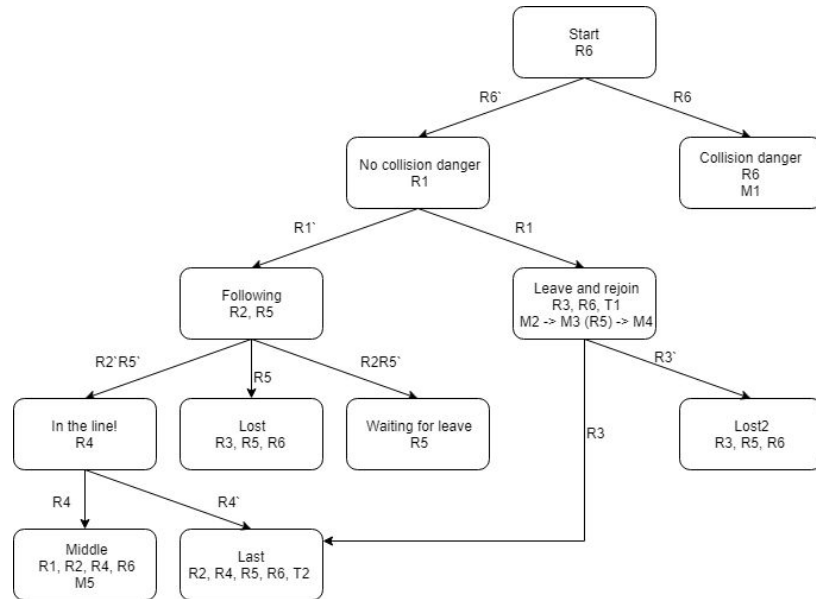 Start
R6
R6`
R6
No collision danger
R1
Collision danger
R6
M1
R1`
R1
Following
R2, R5
Leave and rejoin
R3, R6, T1
M2 -> M3 (R5) -> M4
R2`R5`
R5
R2R5`
R3`
In the line!
R4
Lost
R3, R5, R6
Waiting for leave
R5
R3
Lost2
R3, R5, R6
R4
R4`
Middle
R1, R2, R4, R6
M5
Last
R2, R4, R5, R6, T2